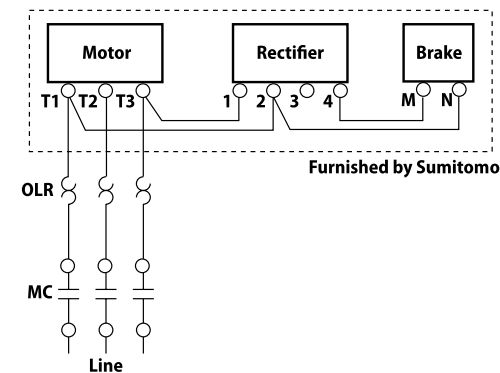 Motor Rectifier Brake
T1 T2 T3 1 2 3 4 M N
Furnished by Sumitomo
OLR
MC
Line